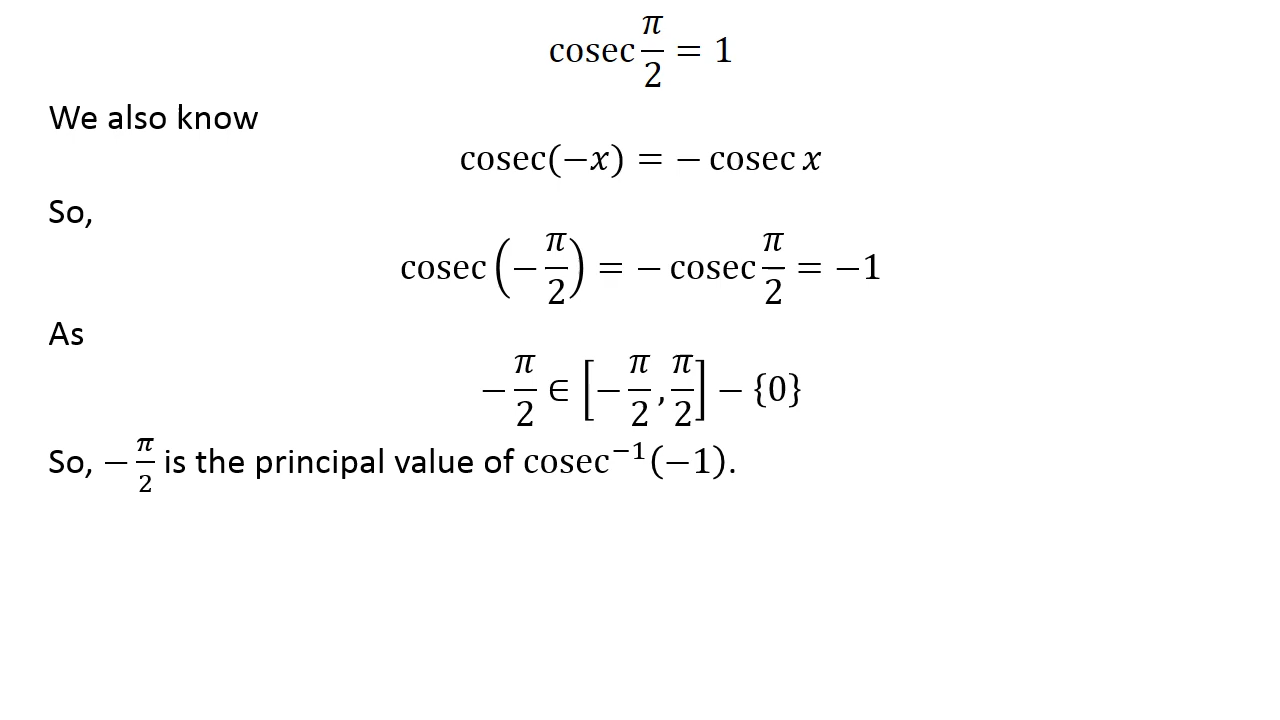 cosec π/2 = 1
We also know
cosec(−x) = − cosec x
So,
cosec (− π/2) = − cosec π/2 = −1
As
− π/2 ∈ [− π/2, π/2] − {0}
So, − π/2 is the principal value of cosec⁻¹(−1).